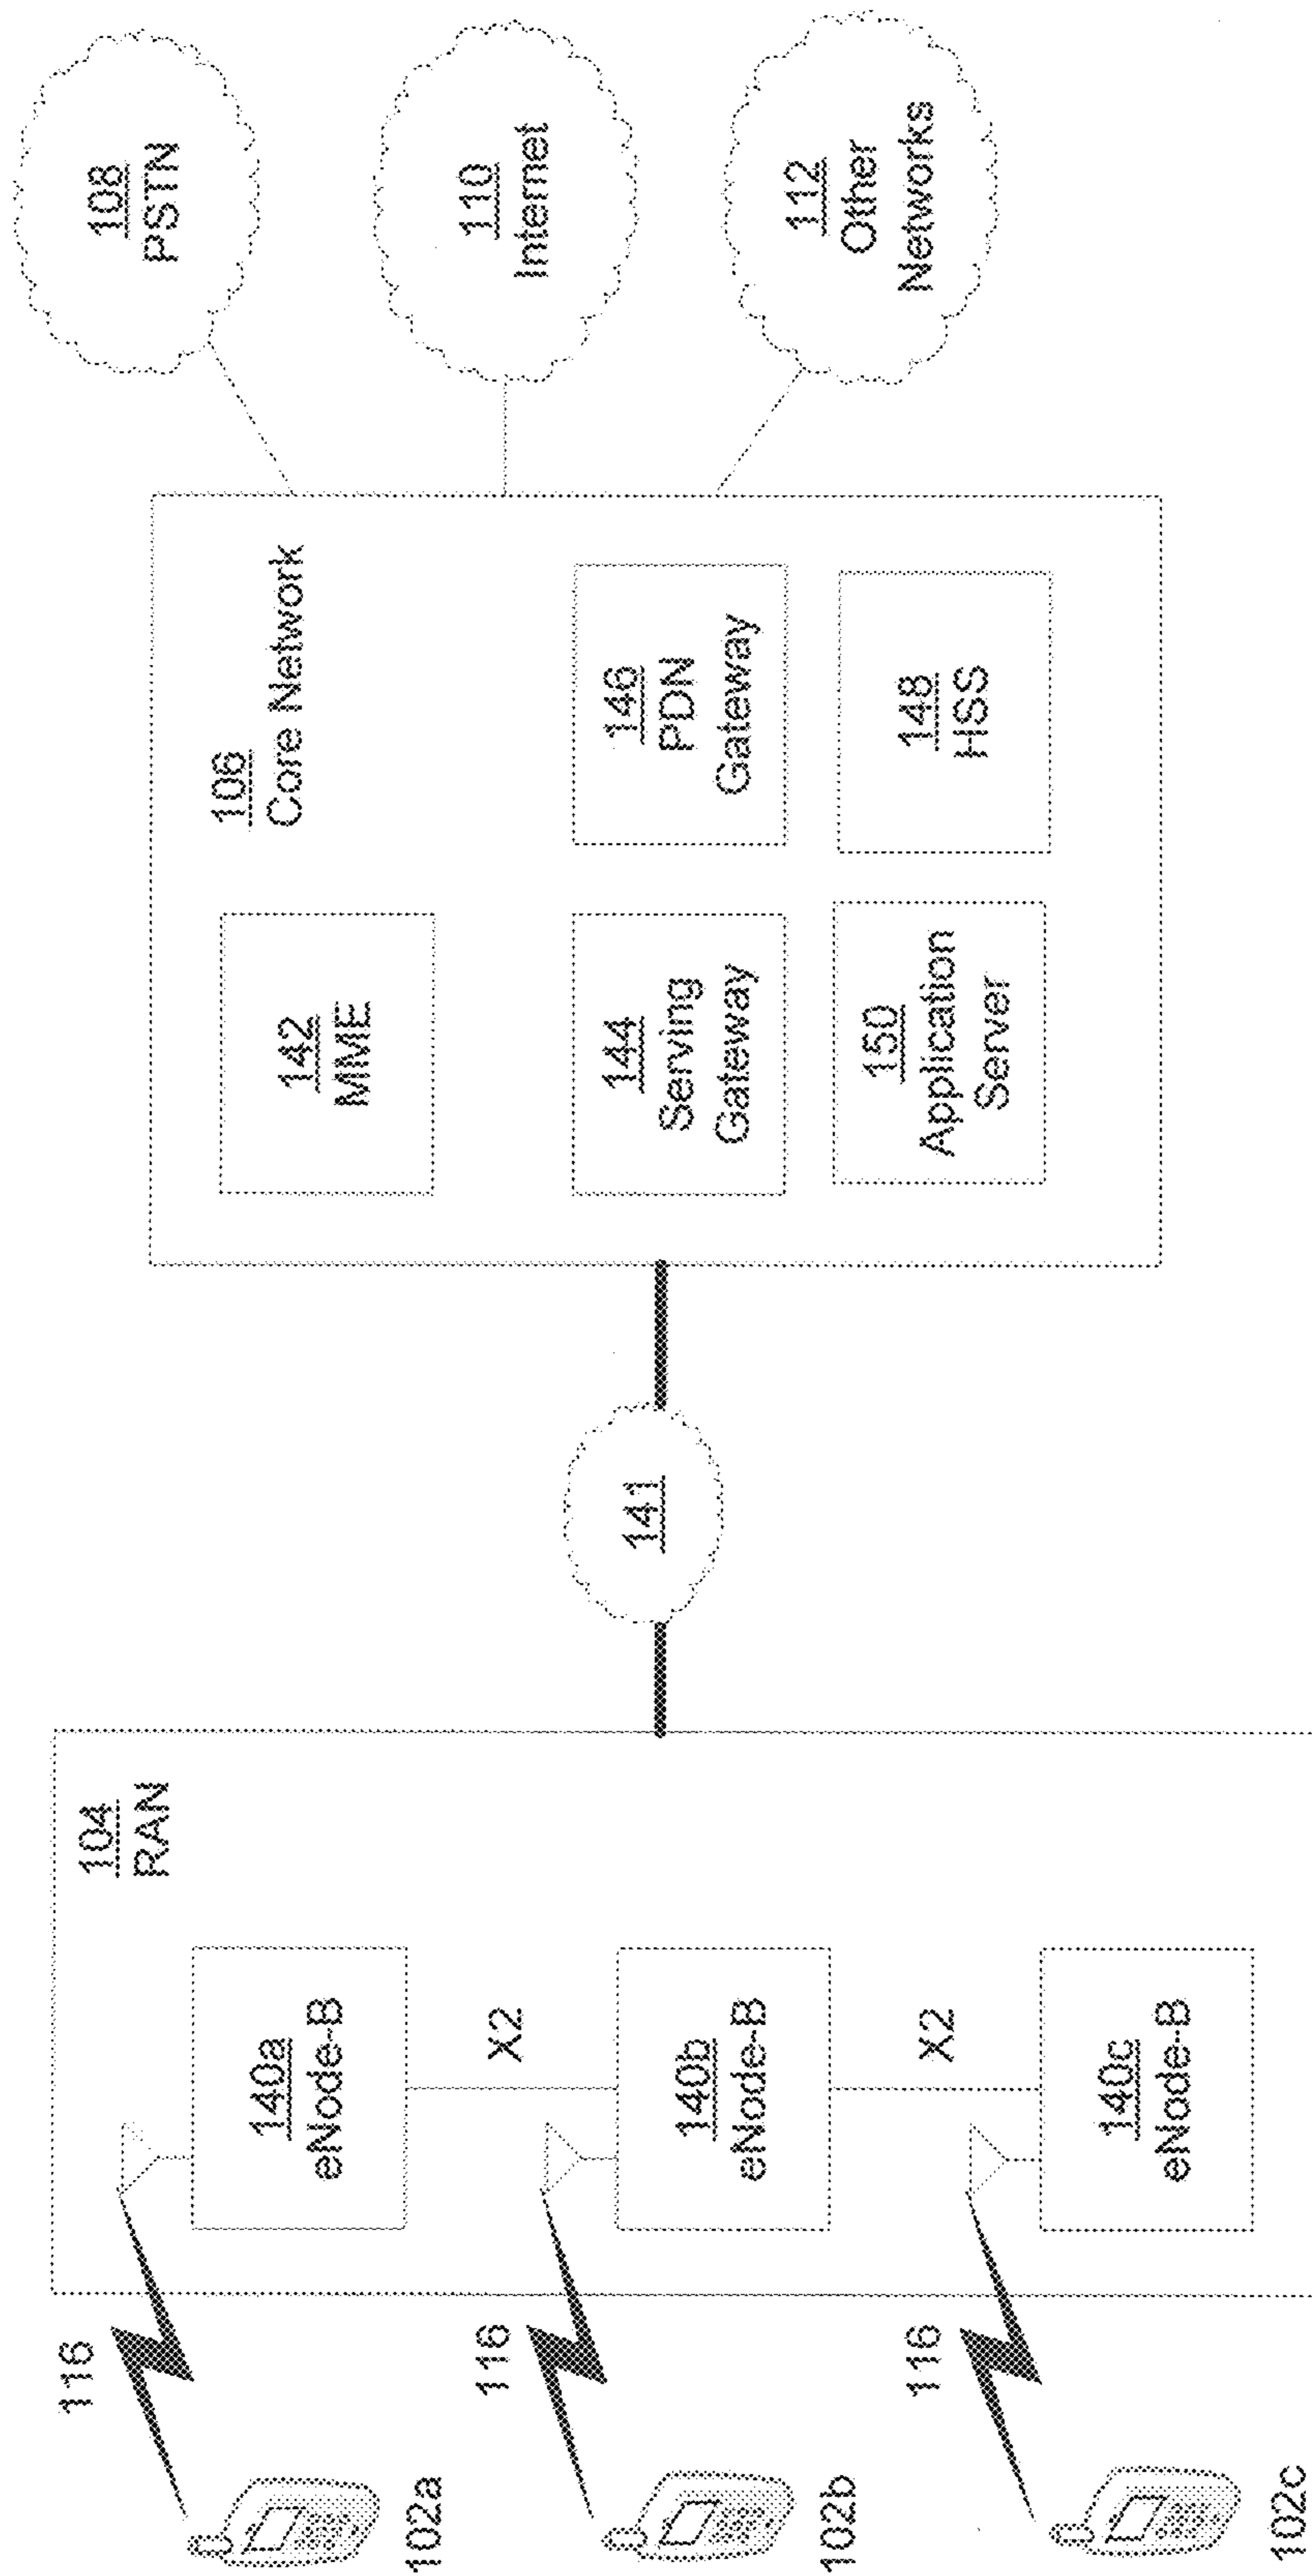 116
102a
116
102b
116
102c
104
RAN
140a
eNode-B
X2
140b
eNode-B
X2
140c
eNode-B
141
106
Core Network
142
MME
144
Serving
Gateway
146
PDN
Gateway
150
Application
Server
148
HSS
108
PSTN
110
Internet
112
Other
Networks